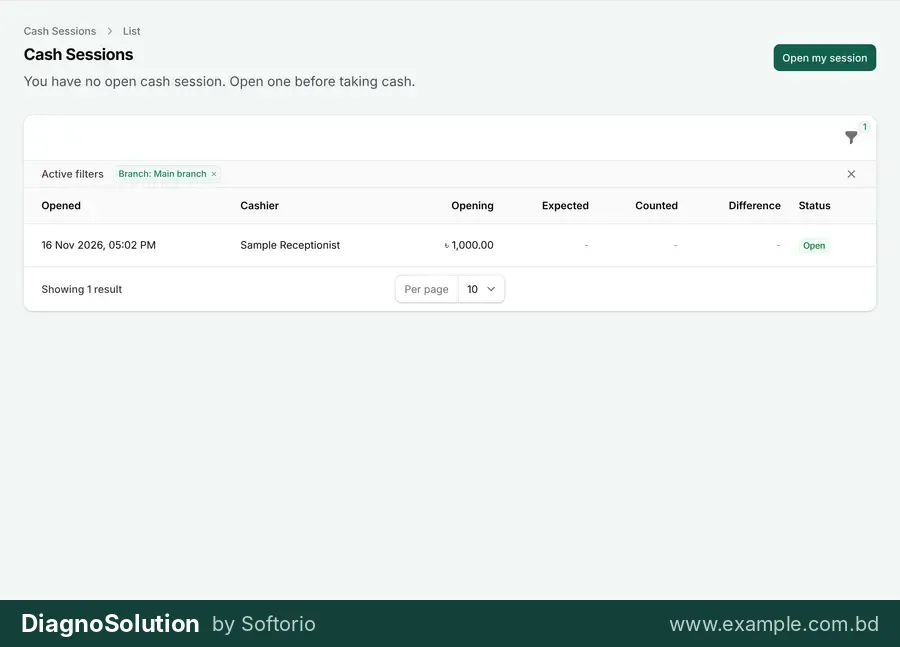 Cash Sessions > List
Cash Sessions
Open my session
You have no open cash session. Open one before taking cash.
1
Active filters Branch: Main branch ×
Opened Cashier Opening Expected Counted Difference Status
16 Nov 2026, 05:02 PM Sample Receptionist ৳ 1,000.00 - - - Open
Showing 1 result Per page 10
DiagnoSolution by Softorio www.example.com.bd